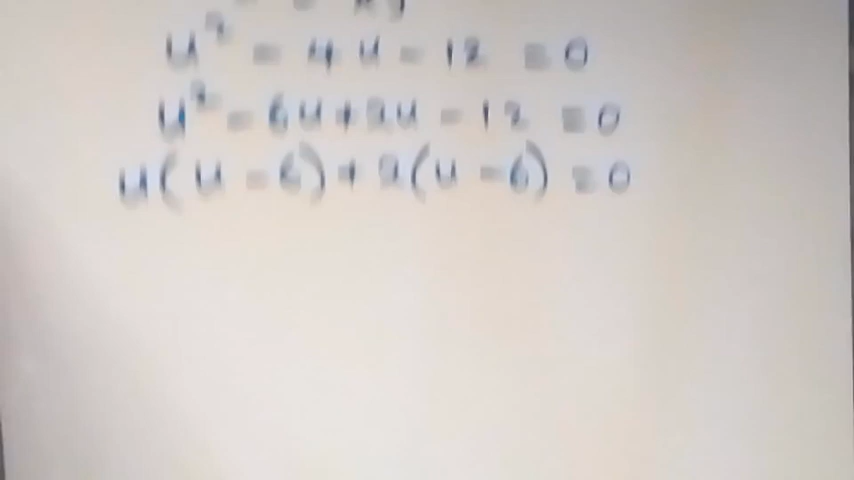 u² - 4u - 12 = 0
u² - 6u + 2u - 12 = 0
u(u - 6) + 2(u - 6) = 0